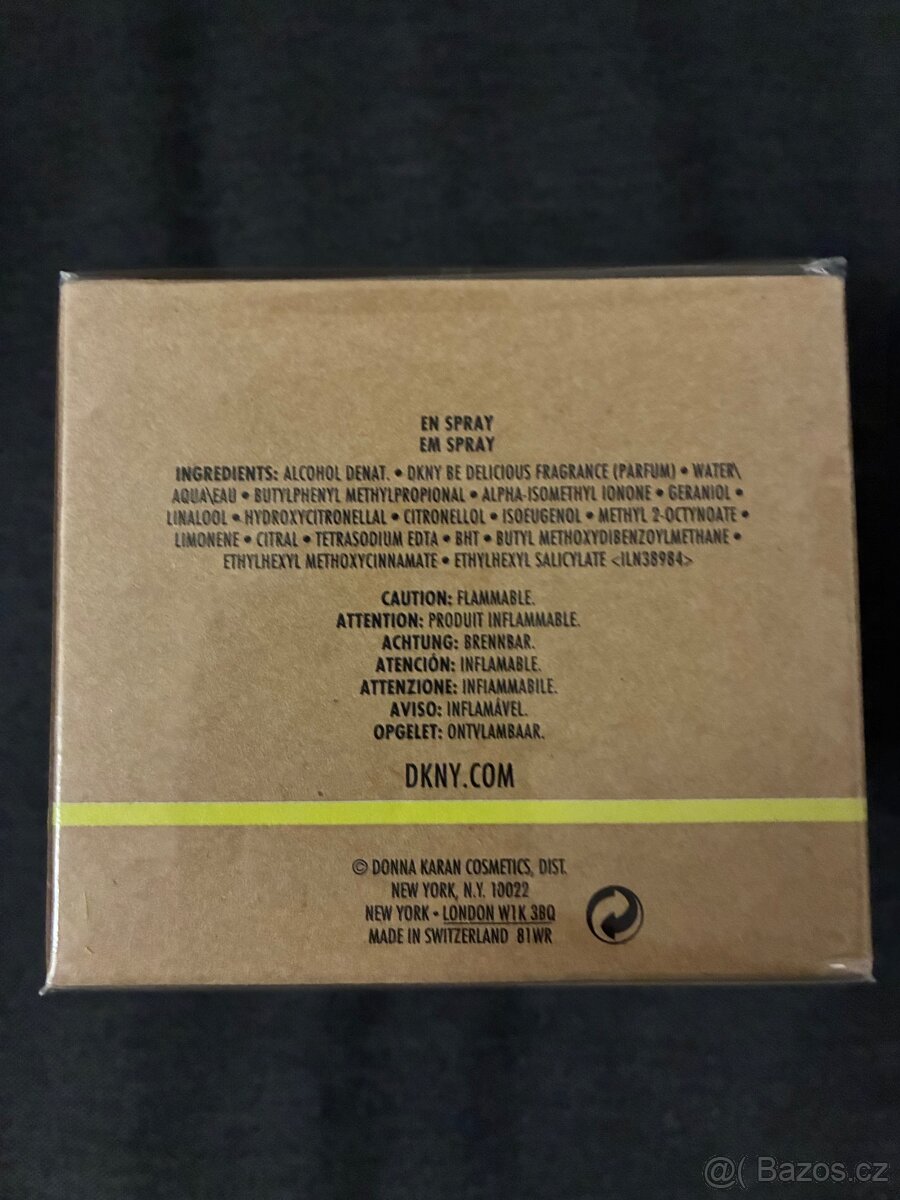 EN SPRAY
EM SPRAY
INGREDIENTS: ALCOHOL DENAT. • DKNY BE DELICIOUS FRAGRANCE (PARFUM) • WATER\
AQUA\EAU • BUTYLPHENYL METHYLPROPIONAL • ALPHA-ISOMETHYL IONONE • GERANIOL •
LINALOOL • HYDROXYCITRONELLAL • CITRONELLOL • ISOEUGENOL • METHYL 2-OCTYNOATE •
LIMONENE • CITRAL • TETRASODIUM EDTA • BHT • BUTYL METHOXYDIBENZOYLMETHANE •
ETHYLHEXYL METHOXYCINNAMATE • ETHYLHEXYL SALICYLATE <ILN38984>
CAUTION: FLAMMABLE.
ATTENTION: PRODUIT INFLAMMABLE.
ACHTUNG: BRENNBAR.
ATENCIÓN: INFLAMABLE.
ATTENZIONE: INFIAMMABILE.
AVISO: INFLAMÁVEL.
OPGELET: ONTVLAMBAAR.
DKNY.COM
© DONNA KARAN COSMETICS, DIST.
NEW YORK, N.Y. 10022
NEW YORK • LONDON W1K 3BQ
MADE IN SWITZERLAND 81WR
@( Bazos.cz